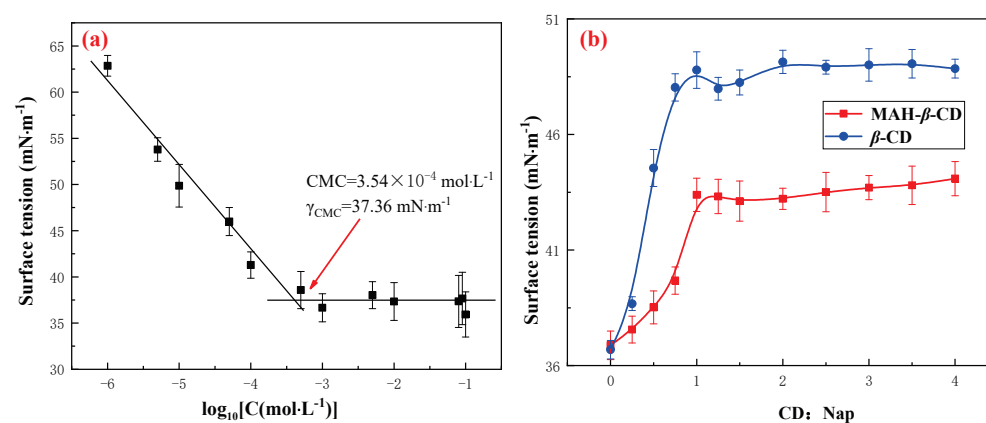 (a)
65
60
55
50
45
40
35
30
Surface tension (mN·m⁻¹)
CMC=3.54×10⁻⁴ mol·L⁻¹
γCMC=37.36 mN·m⁻¹
-6 -5 -4 -3 -2 -1
log₁₀[C(mol·L⁻¹)]
(b)
51
46
41
36
Surface tension (mN·m⁻¹)
MAH-β-CD
β-CD
0 1 2 3 4
CD：Nap